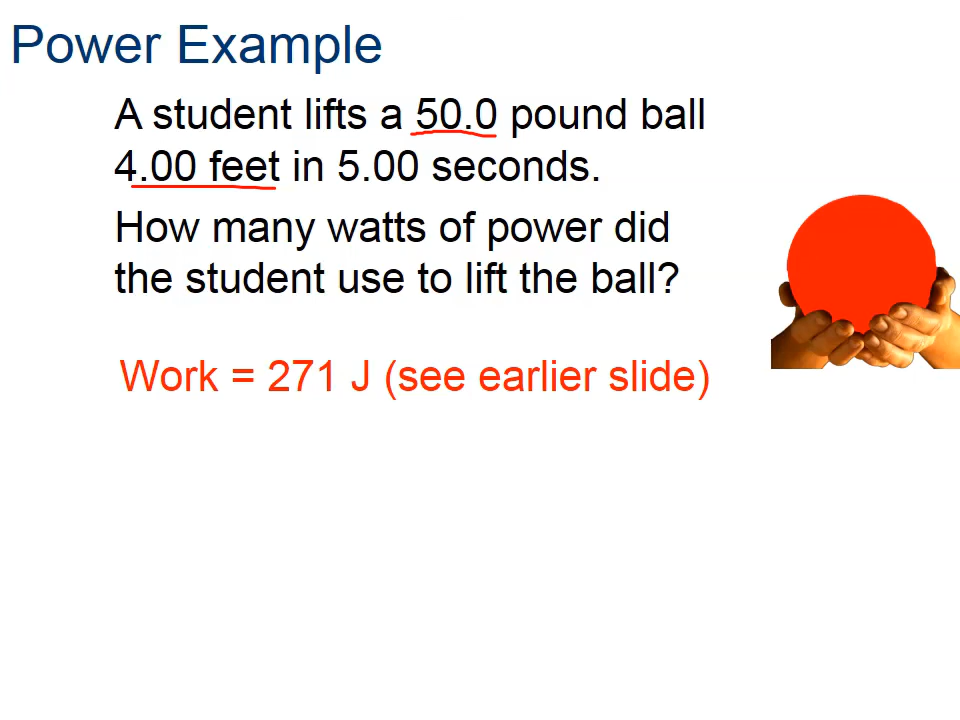 Power Example
A student lifts a 50.0 pound ball
4.00 feet in 5.00 seconds.
How many watts of power did
the student use to lift the ball?
Work = 271 J (see earlier slide)